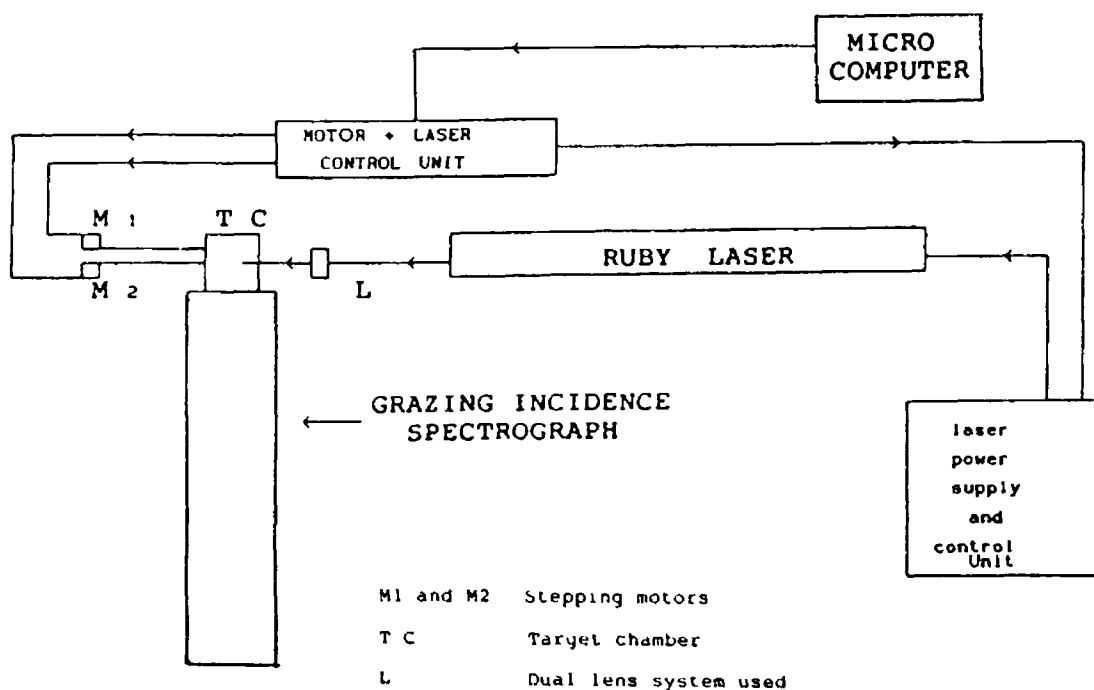 MICRO
COMPUTER
MOTOR + LASER
CONTROL UNIT
M 1
T C
RUBY LASER
M 2
L
GRAZING INCIDENCE
SPECTROGRAPH
laser
power
supply
and
control
Unit
M1 and M2 Stepping motors
T C Target chamber
L Dual lens system used